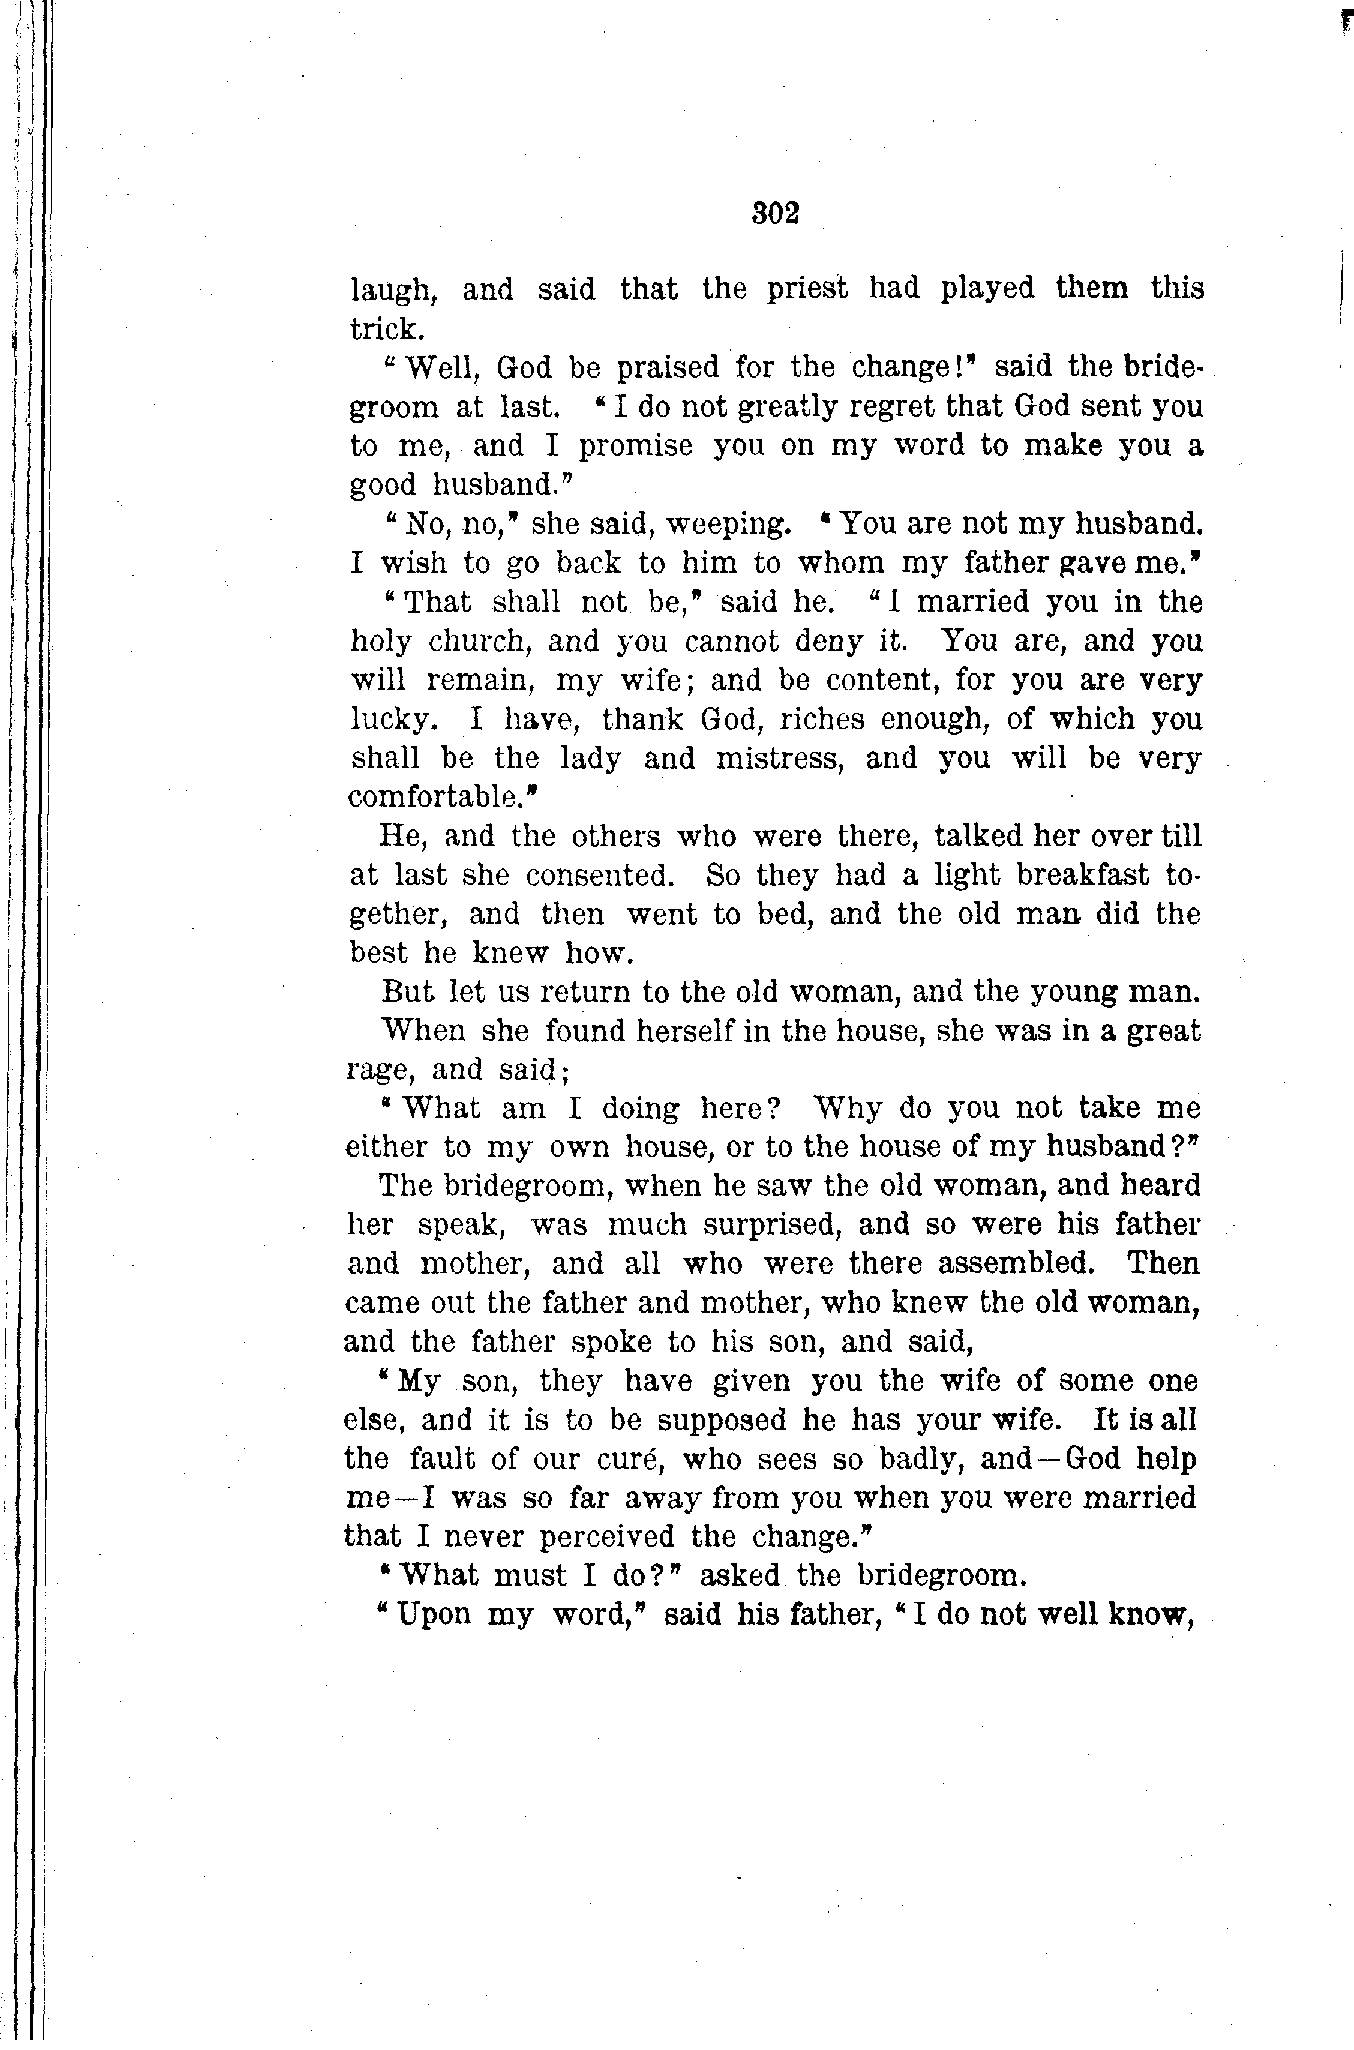 302
laugh, and said that the priest had played them this
trick.
"Well, God be praised for the change!" said the bride-
groom at last. "I do not greatly regret that God sent you
to me, and I promise you on my word to make you a
good husband."
"No, no," she said, weeping. "You are not my husband.
I wish to go back to him to whom my father gave me."
"That shall not be," said he. "I married you in the
holy church, and you cannot deny it. You are, and you
will remain, my wife; and be content, for you are very
lucky. I have, thank God, riches enough, of which you
shall be the lady and mistress, and you will be very
comfortable."
He, and the others who were there, talked her over till
at last she consented. So they had a light breakfast to-
gether, and then went to bed, and the old man did the
best he knew how.
But let us return to the old woman, and the young man.
When she found herself in the house, she was in a great
rage, and said;
"What am I doing here? Why do you not take me
either to my own house, or to the house of my husband?"
The bridegroom, when he saw the old woman, and heard
her speak, was much surprised, and so were his father
and mother, and all who were there assembled. Then
came out the father and mother, who knew the old woman,
and the father spoke to his son, and said,
"My son, they have given you the wife of some one
else, and it is to be supposed he has your wife. It is all
the fault of our curé, who sees so badly, and—God help
me—I was so far away from you when you were married
that I never perceived the change."
"What must I do?" asked the bridegroom.
"Upon my word," said his father, "I do not well know,